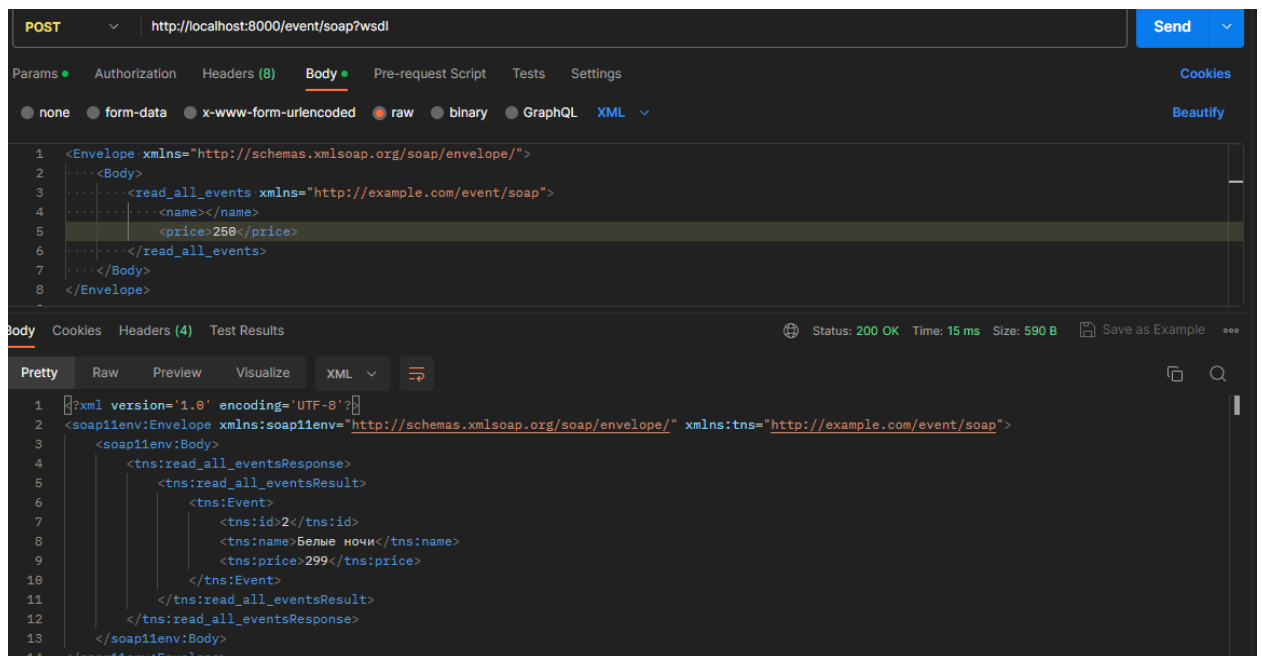 POST http://localhost:8000/event/soap?wsdl Send
Params Authorization Headers (8) Body Pre-request Script Tests Settings Cookies
none form-data x-www-form-urlencoded raw binary GraphQL XML Beautify
1 <Envelope xmlns="http://schemas.xmlsoap.org/soap/envelope/">
2 <Body>
3 <read_all_events xmlns="http://example.com/event/soap">
4 <name></name>
5 <price>250</price>
6 </read_all_events>
7 </Body>
8 </Envelope>
Body Cookies Headers (4) Test Results Status: 200 OK Time: 15 ms Size: 590 B Save as Example
Pretty Raw Preview Visualize XML
1 <?xml version='1.0' encoding='UTF-8'?>
2 <soap11env:Envelope xmlns:soap11env="http://schemas.xmlsoap.org/soap/envelope/" xmlns:tns="http://example.com/event/soap">
3 <soap11env:Body>
4 <tns:read_all_eventsResponse>
5 <tns:read_all_eventsResult>
6 <tns:Event>
7 <tns:id>2</tns:id>
8 <tns:name>Белые ночи</tns:name>
9 <tns:price>299</tns:price>
10 </tns:Event>
11 </tns:read_all_eventsResult>
12 </tns:read_all_eventsResponse>
13 </soap11env:Body>